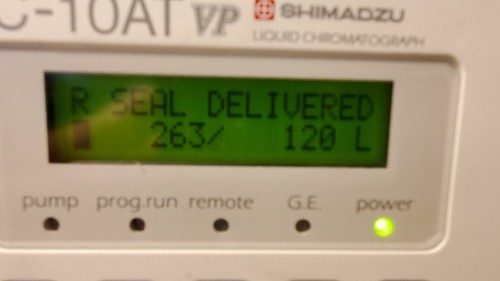 C-10AT VP SHIMADZU
LIQUID CHROMATOGRAPH
R SEAL DELIVERED
263/ 120 L
pump prog.run remote G.E. power